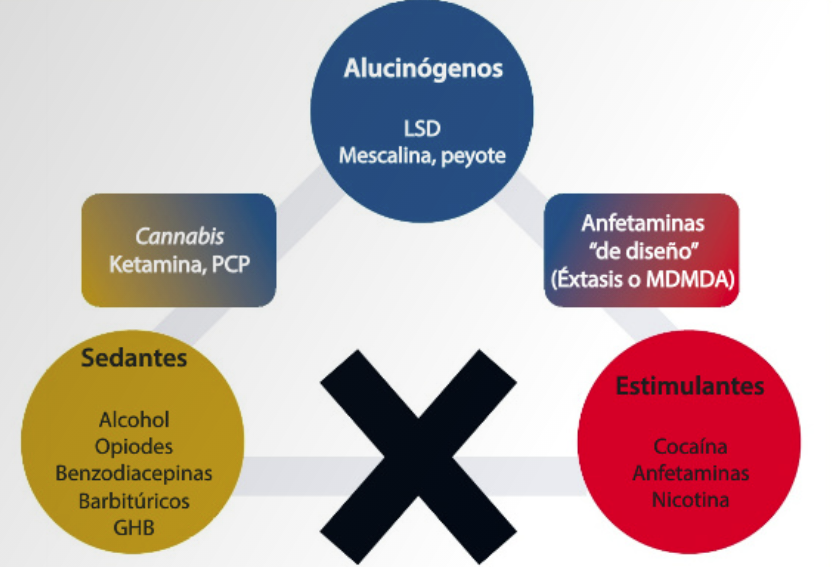 Alucinógenos
LSD
Mescalina, peyote
Cannabis
Ketamina, PCP
Anfetaminas
“de diseño”
(Éxtasis o MDMDA)
Sedantes
Alcohol
Opiodes
Benzodiacepinas
Barbitúricos
GHB
Estimulantes
Cocaína
Anfetaminas
Nicotina